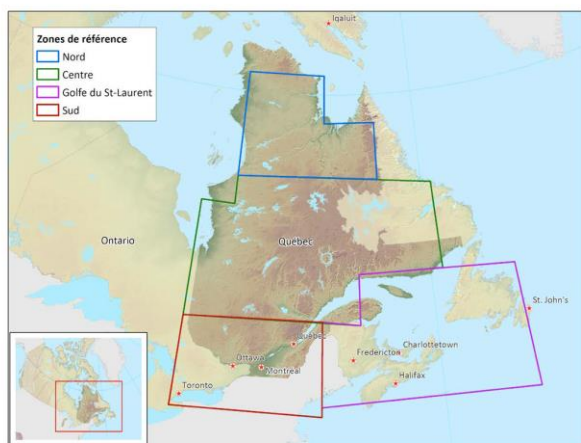 Iqaluit
Zones de référence
Nord
Centre
Golfe du St-Laurent
Sud
Ontario
Quebec
St. John's
Québec
Ottawa
Montreal
Fredericton
Charlottetown
Toronto
Halifax